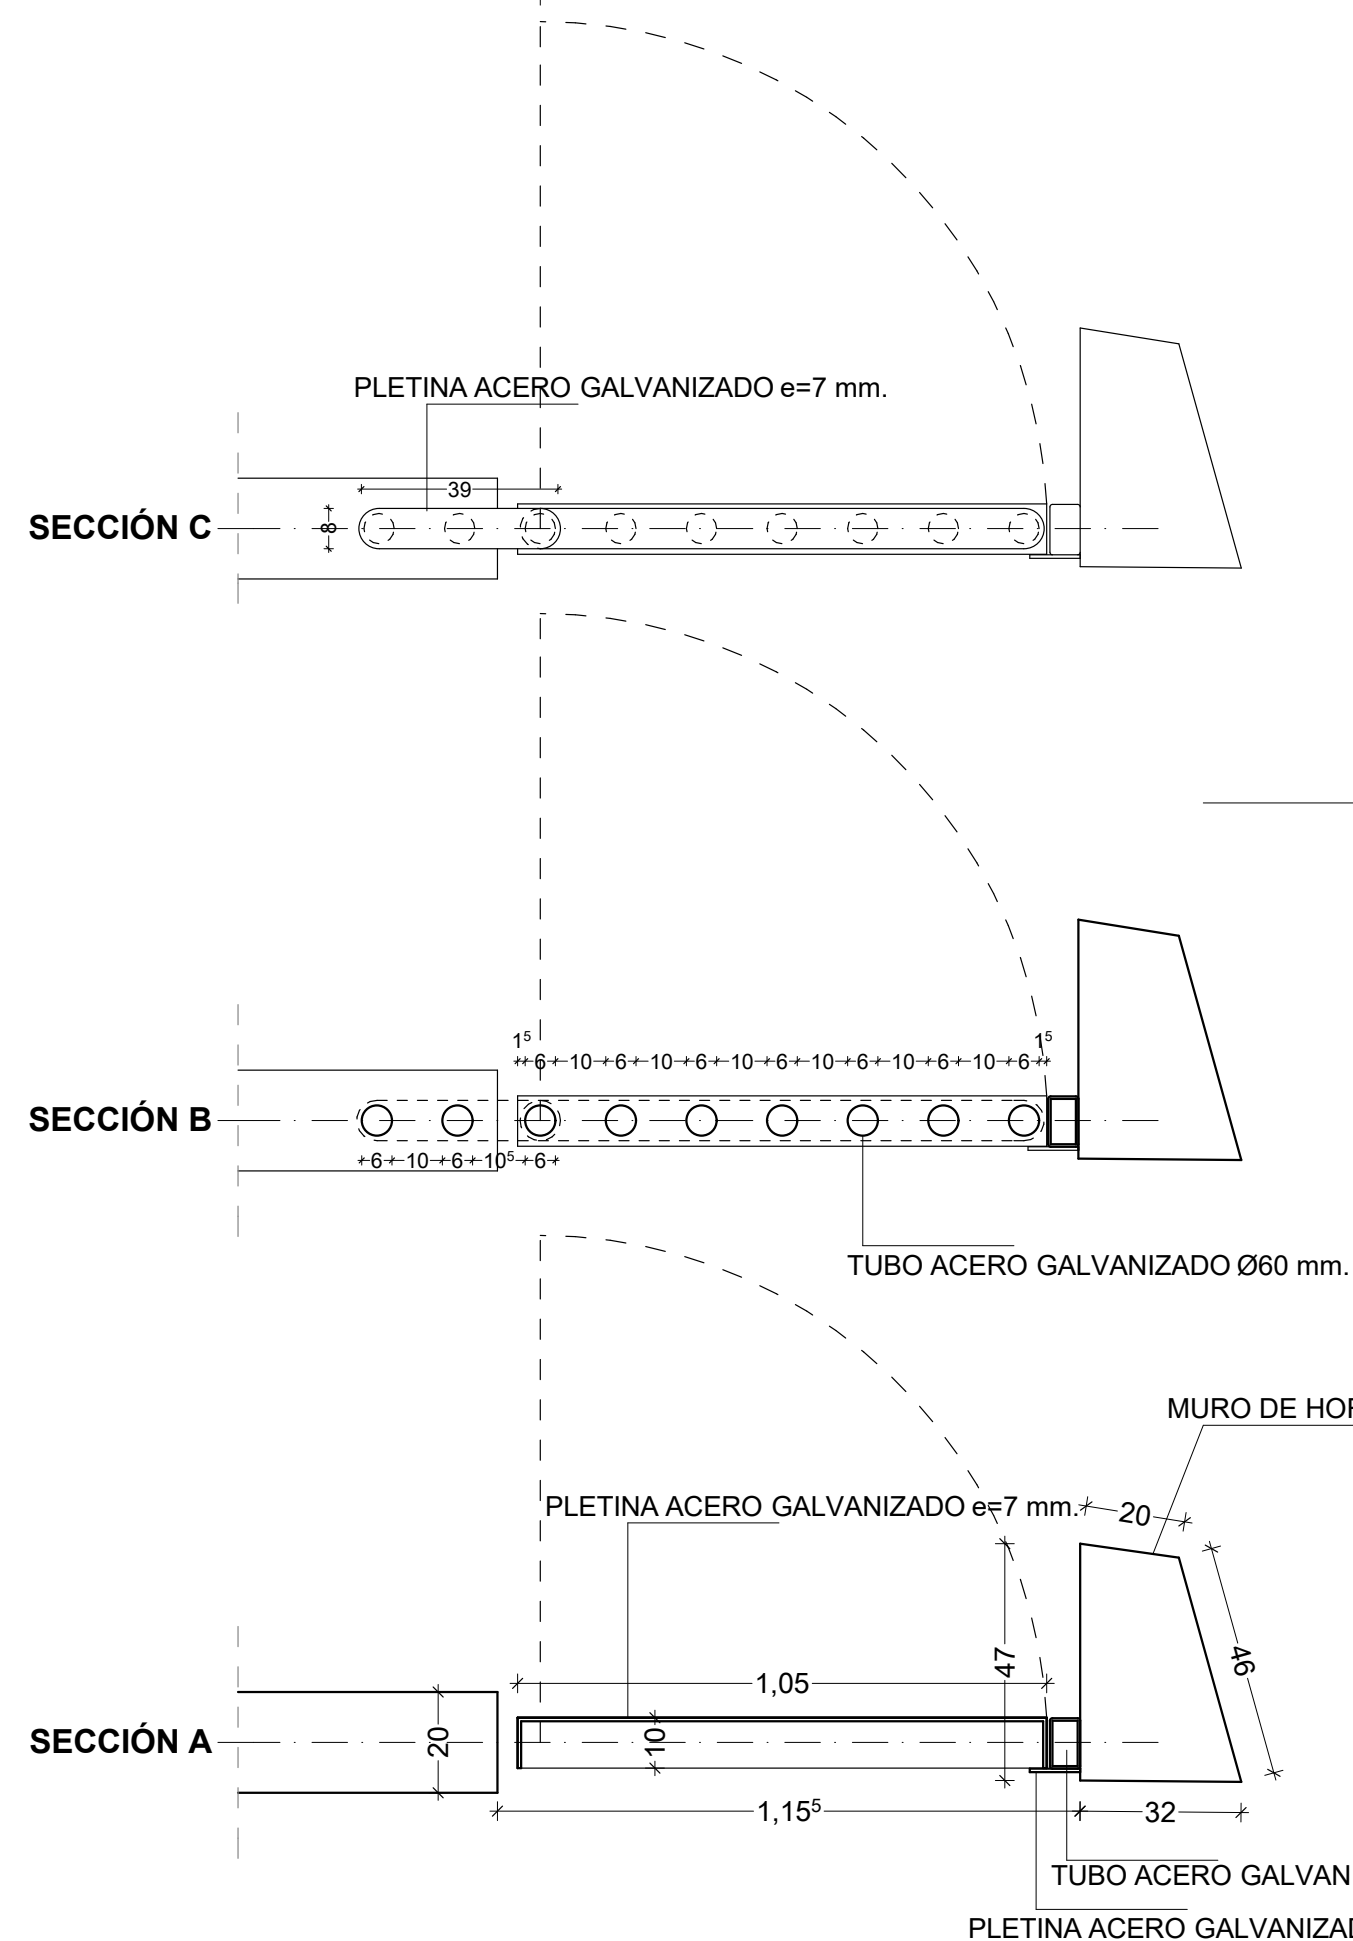 PLETINA ACERO GALVANIZADO e=7 mm.
39
SECCIÓN C
8
1⁵ 6 10 6 10 6 10 6 10 6 10 6 10 6 1⁵
SECCIÓN B
6 10 6 10⁵ 6
TUBO ACERO GALVANIZADO Ø60 mm.
MURO DE HOR
PLETINA ACERO GALVANIZADO e=7 mm.
20
47
46
1,05
SECCIÓN A
20
10
1,15⁵
32
TUBO ACERO GALVAN
PLETINA ACERO GALVANIZAD